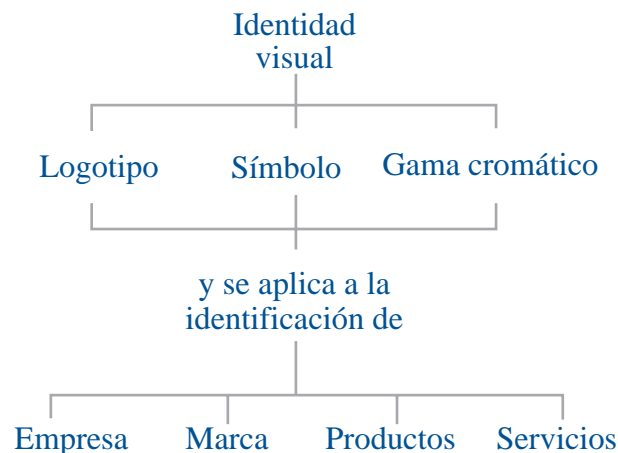 Identidad
visual
Logotipo Símbolo Gama cromático
y se aplica a la
identificación de
Empresa Marca Productos Servicios